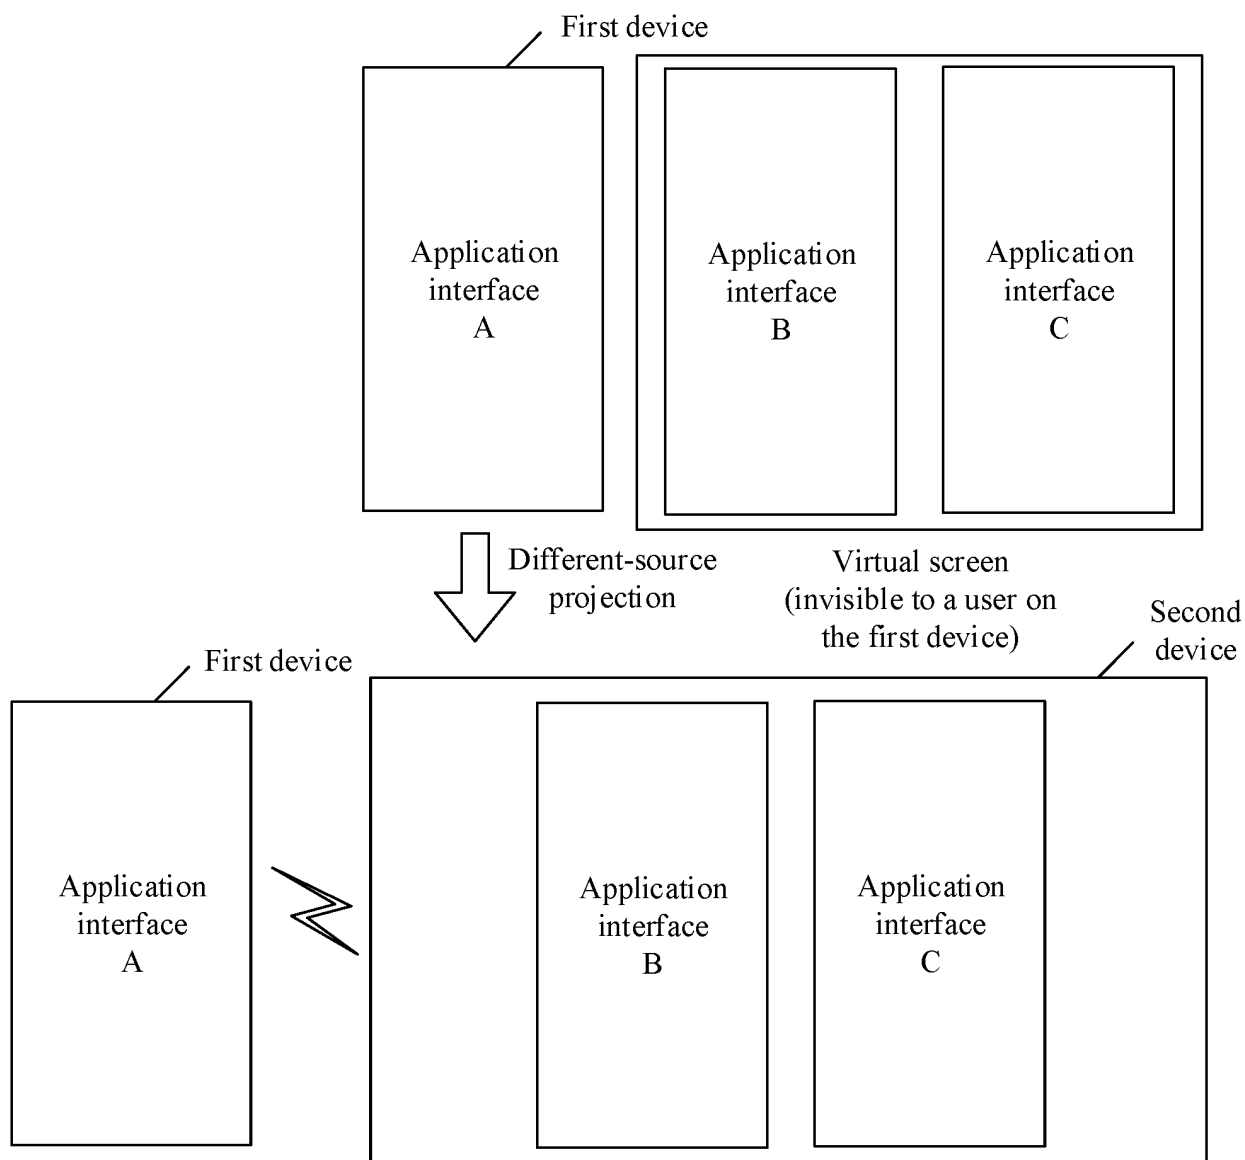 First device
Application
interface
A
Application
interface
B
Application
interface
C
Different-source
projection
Virtual screen
(invisible to a user on
the first device)
Second
device
First device
Application
interface
A
Application
interface
B
Application
interface
C